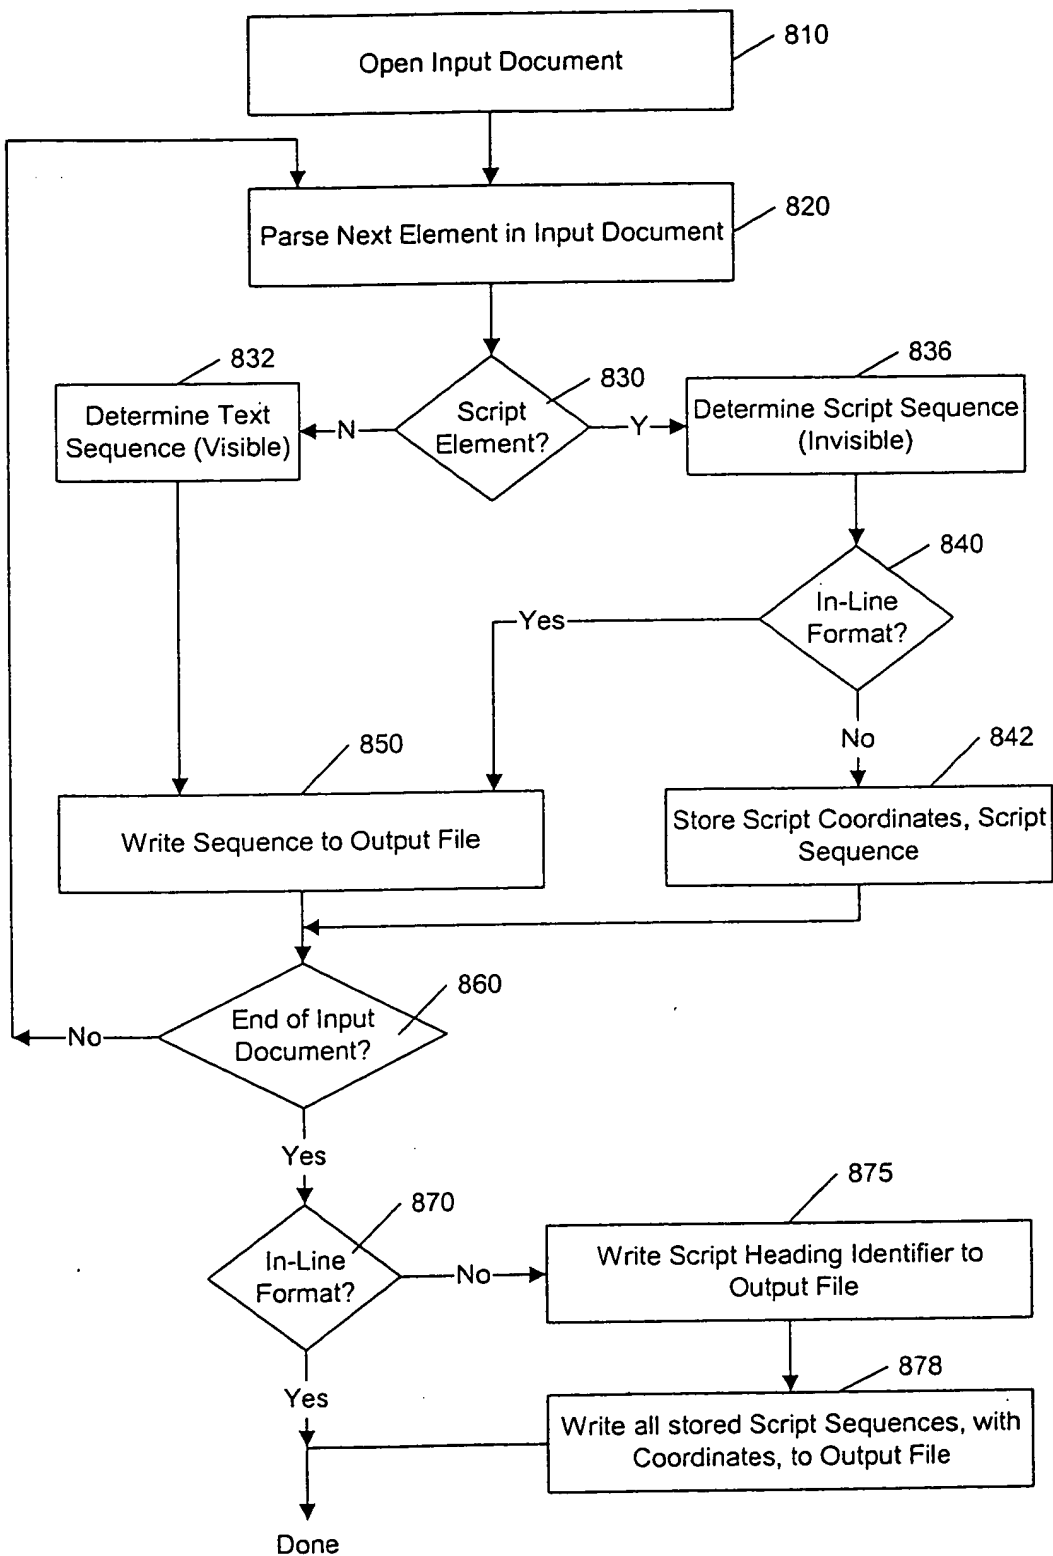 Open Input Document
810
Parse Next Element in Input Document
820
832
830
836
Determine Text
Sequence (Visible)
N
Script
Element?
Y
Determine Script Sequence
(Invisible)
840
In-Line
Format?
Yes
No
850
842
Write Sequence to Output File
Store Script Coordinates, Script
Sequence
860
End of Input
Document?
No
Yes
870
875
In-Line
Format?
No
Write Script Heading Identifier to
Output File
Yes
878
Write all stored Script Sequences, with
Coordinates, to Output File
Done